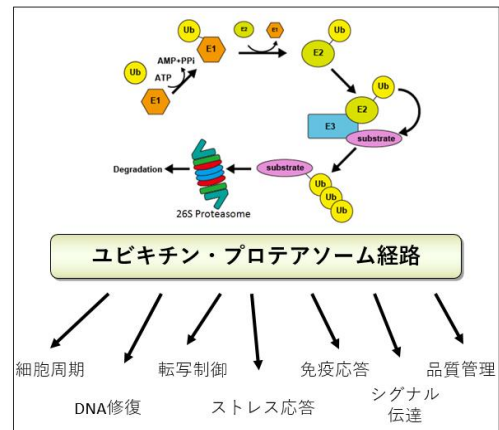 Ub
E2
E1
Ub
E1
E2
Ub
AMP+PPi
ATP
Ub
E1
Ub
E2
E3
substrate
substrate
Degradation
Ub
Ub
Ub
26S Proteasome
ユビキチン・プロテアソーム経路
細胞周期
転写制御
免疫応答
品質管理
DNA修復
ストレス応答
シグナル
伝達